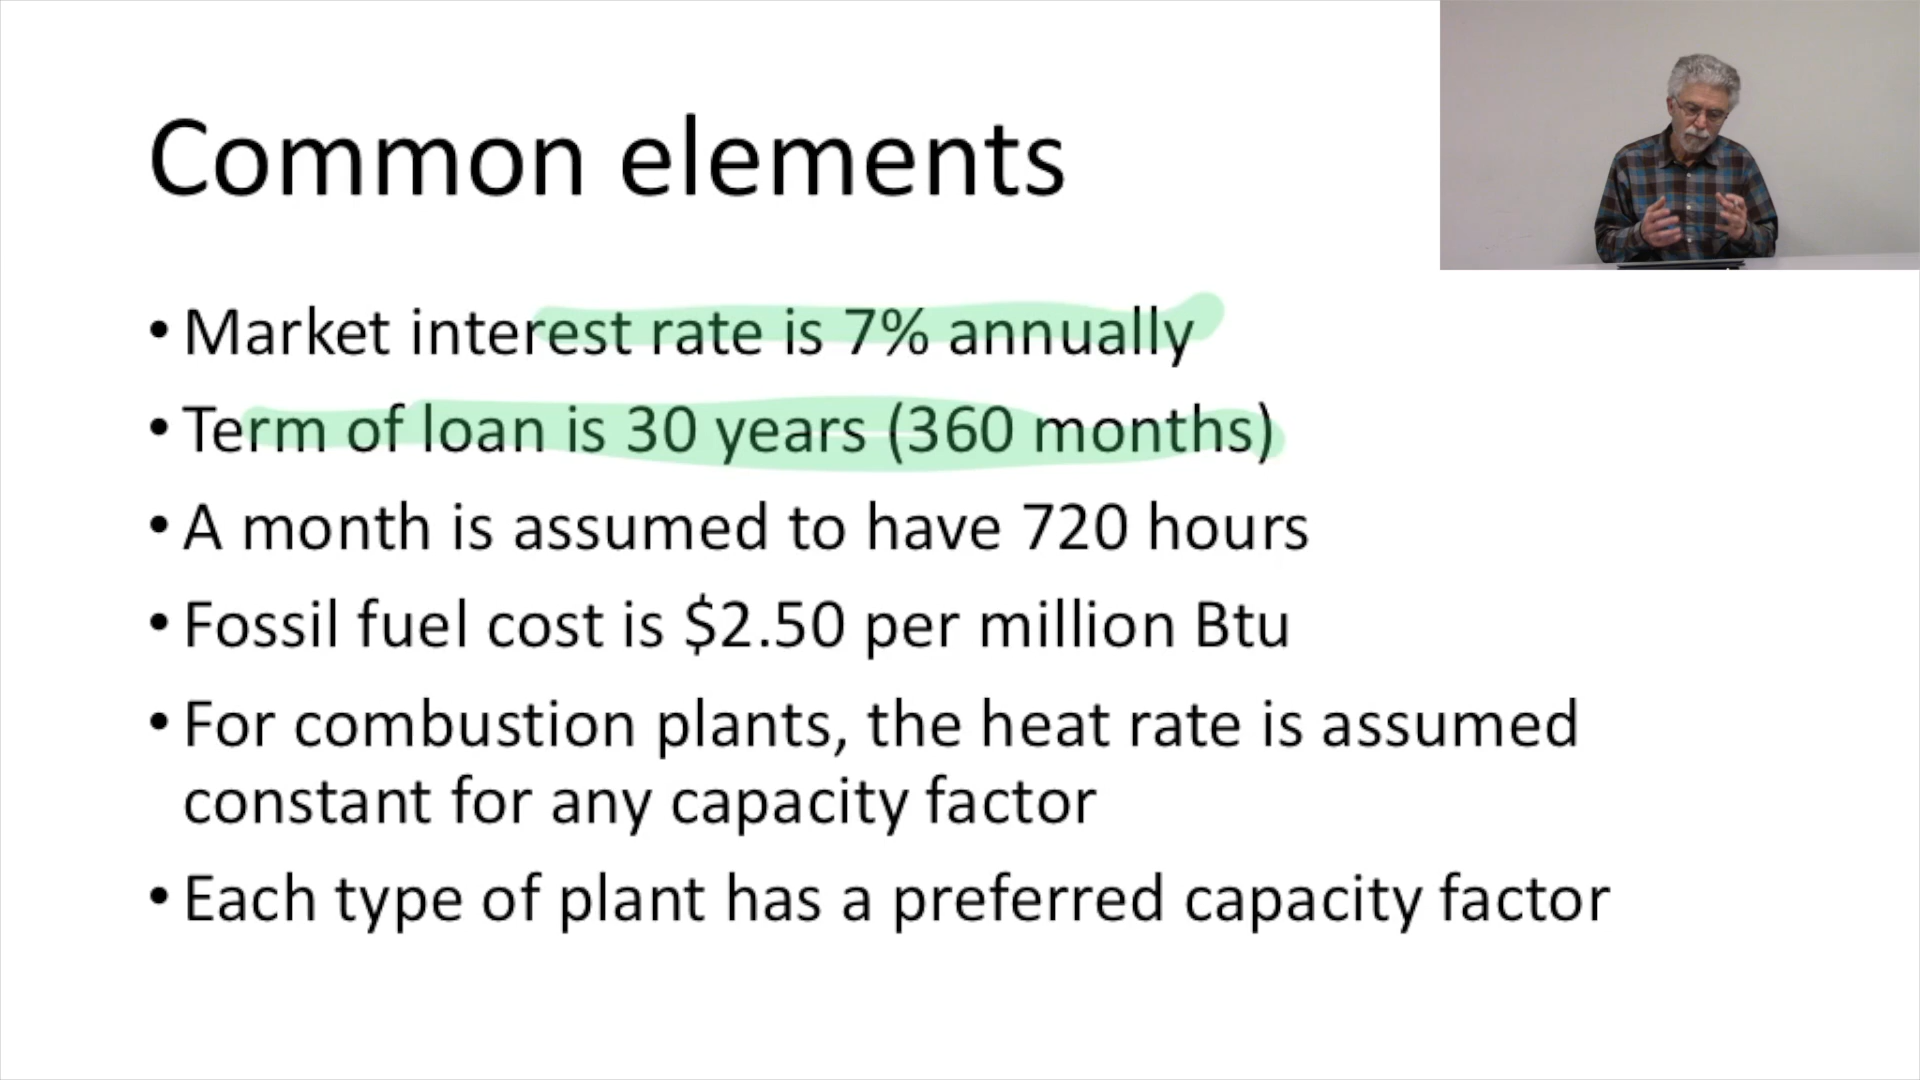 Common elements
• Market interest rate is 7% annually
• Term of loan is 30 years (360 months)
• A month is assumed to have 720 hours
• Fossil fuel cost is $2.50 per million Btu
• For combustion plants, the heat rate is assumed
constant for any capacity factor
• Each type of plant has a preferred capacity factor